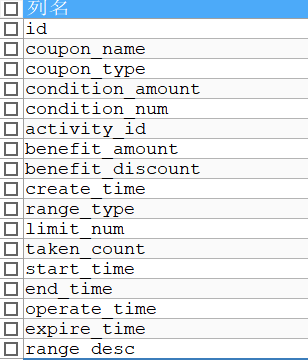 列名
id
coupon_name
coupon_type
condition_amount
condition_num
activity_id
benefit_amount
benefit_discount
create_time
range_type
limit_num
taken_count
start_time
end_time
operate_time
expire_time
range_desc